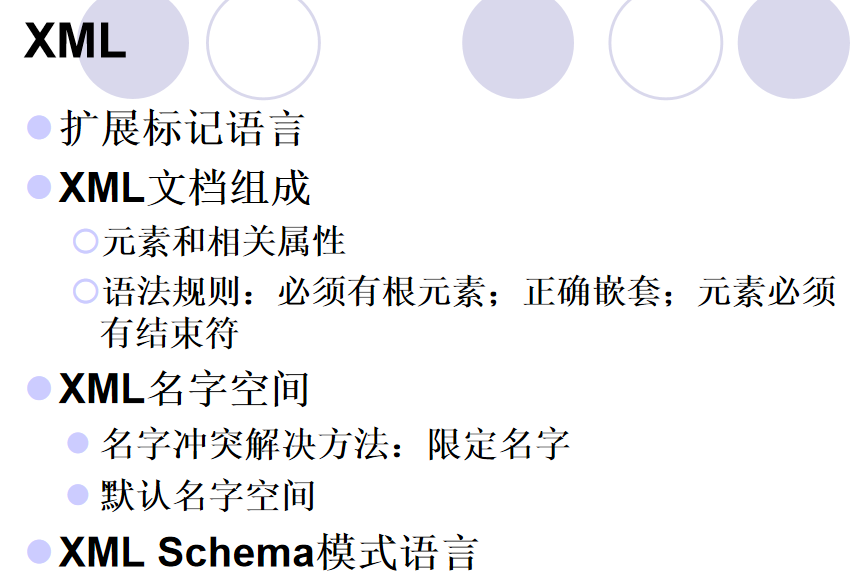 XML
扩展标记语言
XML文档组成
元素和相关属性
语法规则：必须有根元素；正确嵌套；元素必须
有结束符
XML名字空间
名字冲突解决方法：限定名字
默认名字空间
XML Schema模式语言